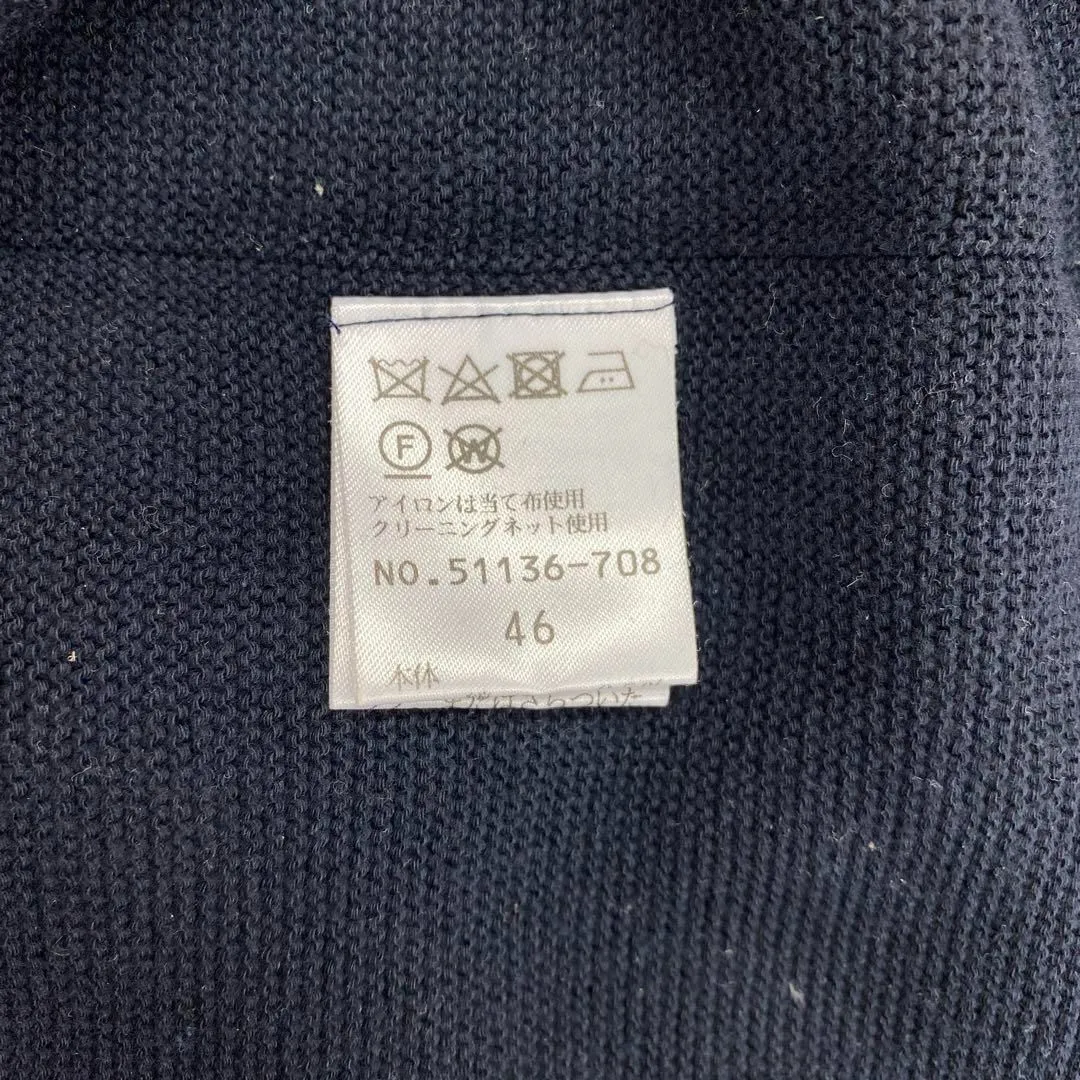 F W
アイロンは当て布使用
クリーニングネット使用
NO.51136-708
46
本体